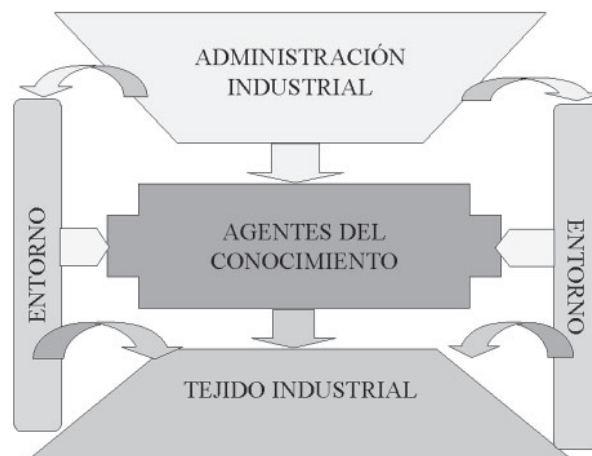 ADMINISTRACIÓN
INDUSTRIAL
ENTORNO
AGENTES DEL
CONOCIMIENTO
ENTORNO
TEJIDO INDUSTRIAL